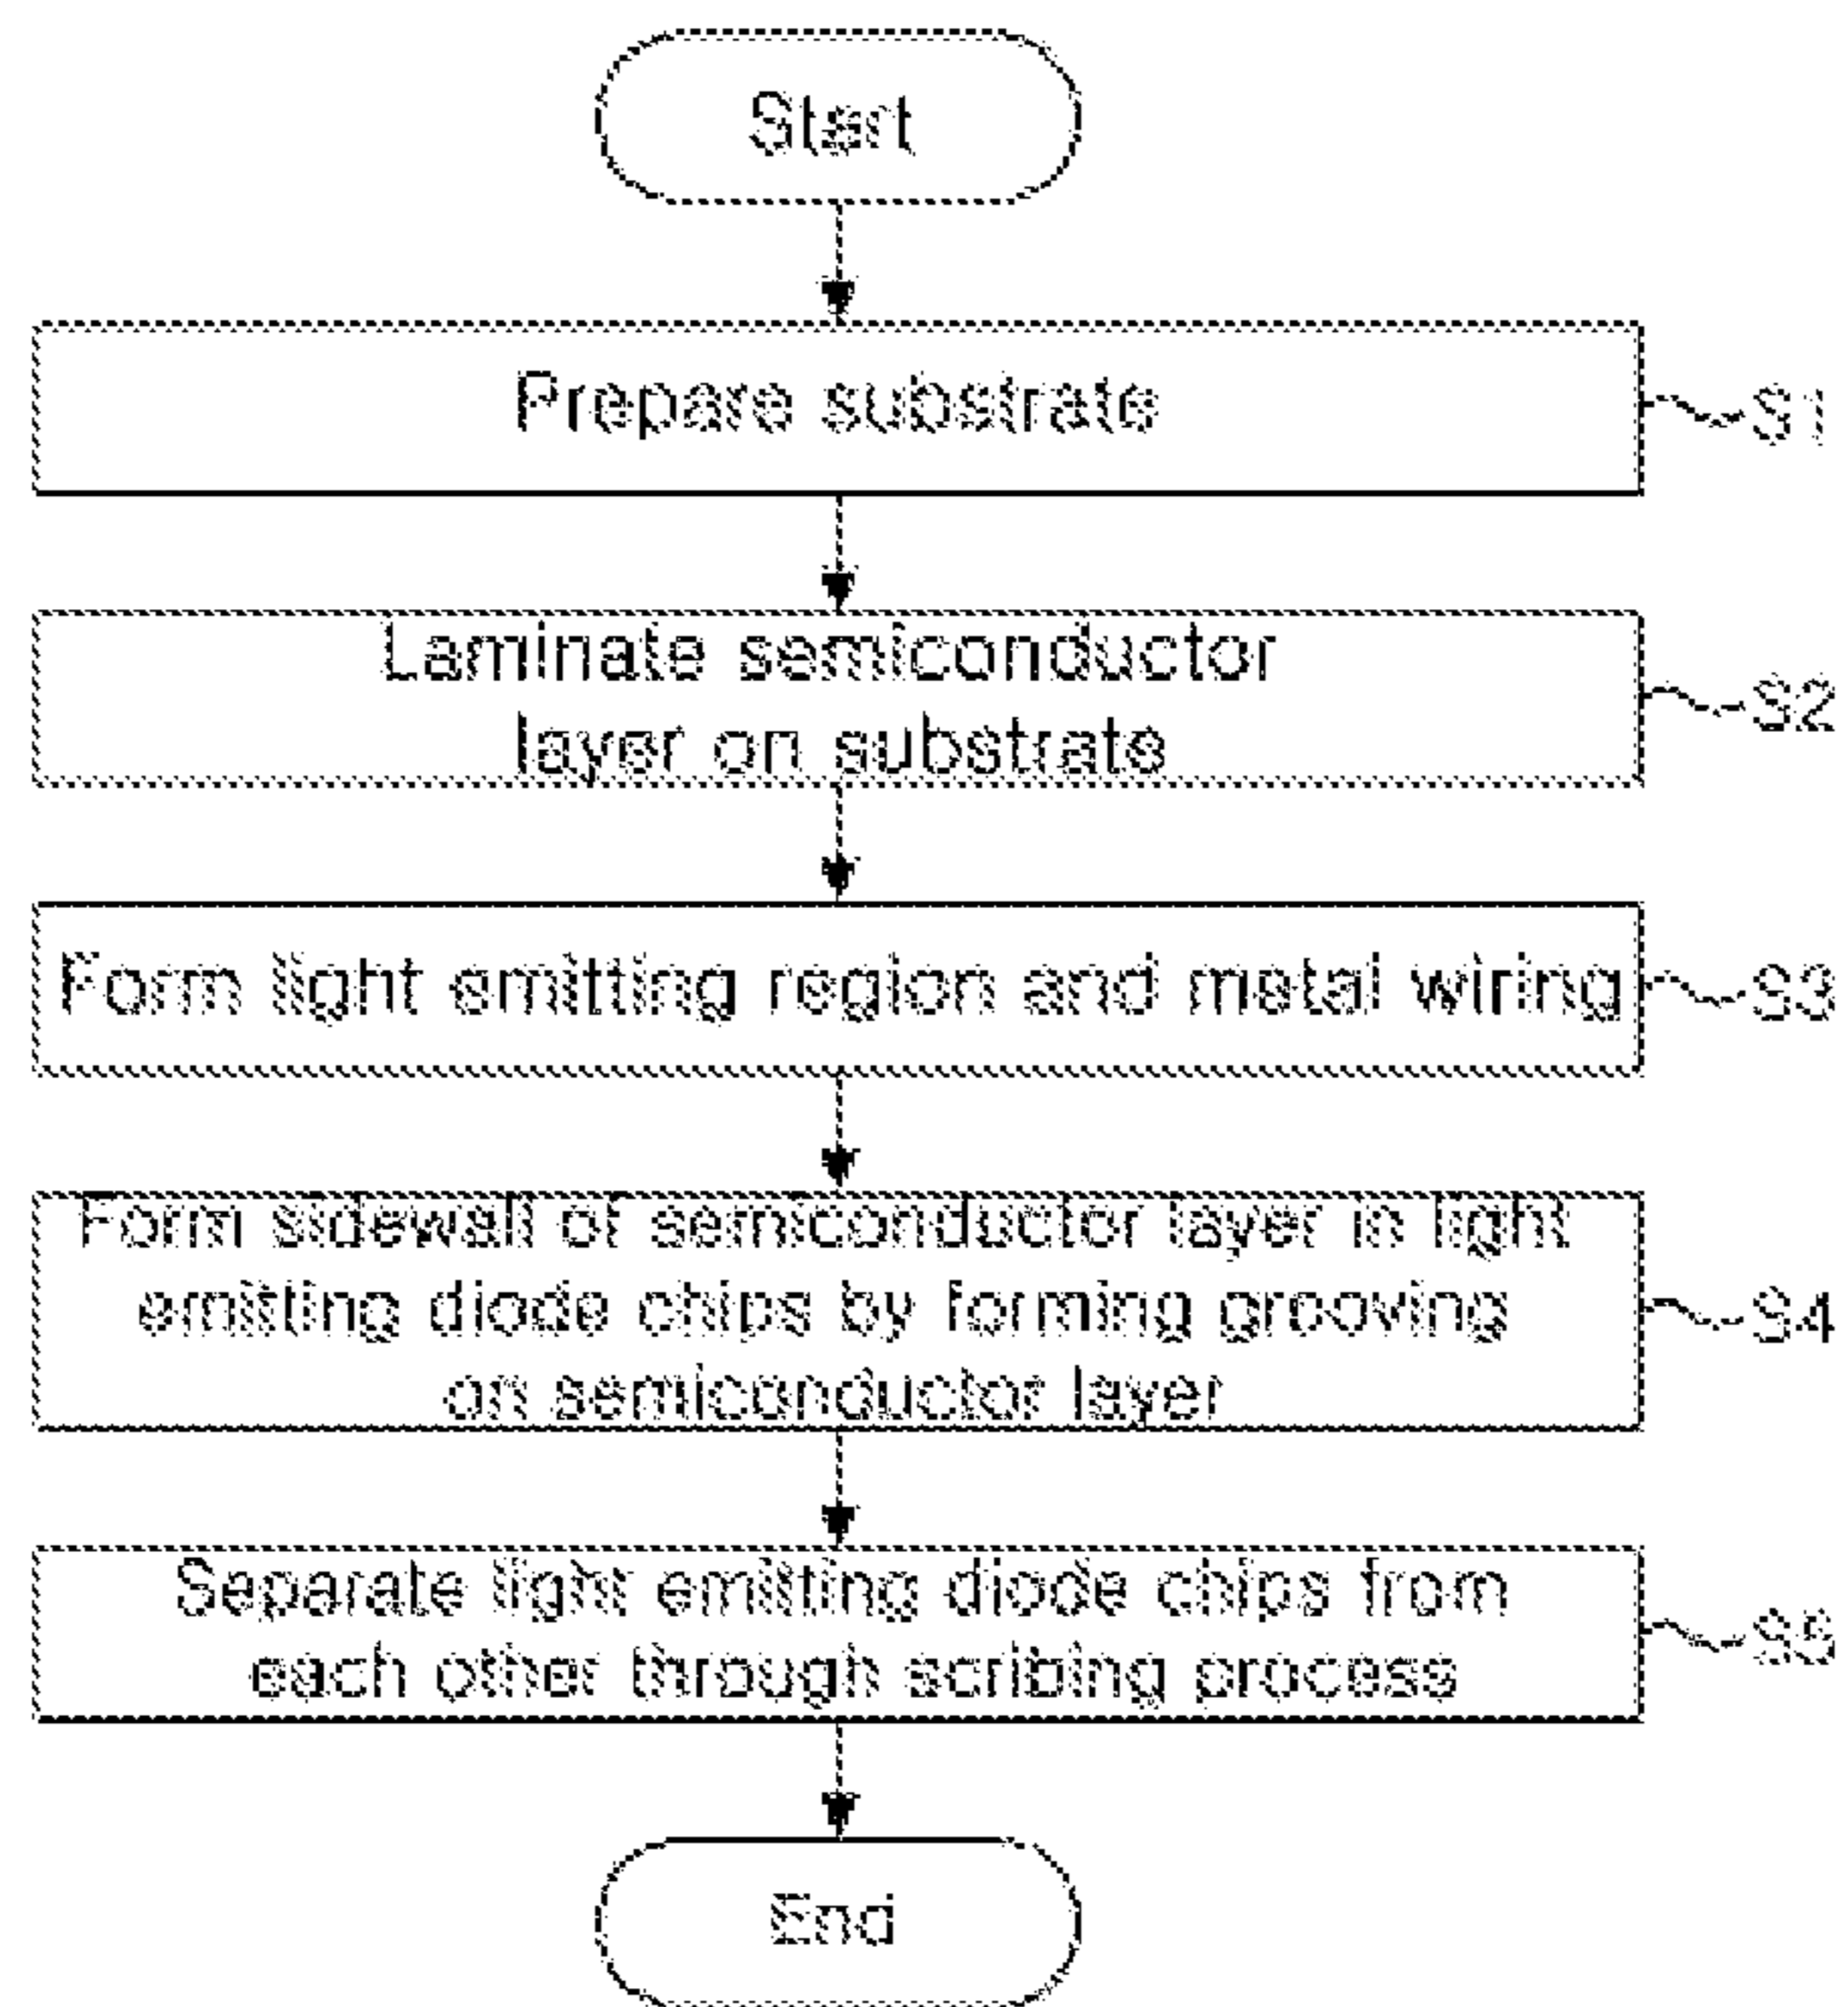 Start
Prepare substrate
S1
Laminate semiconductor
layer on substrate
S2
Form light emitting region and metal wiring
S3
Form sidewall of semiconductor layer in light
emitting diode chips by forming grooving
on semiconductor layer
S4
Separate light emitting diode chips from
each other through scribing process
S5
End